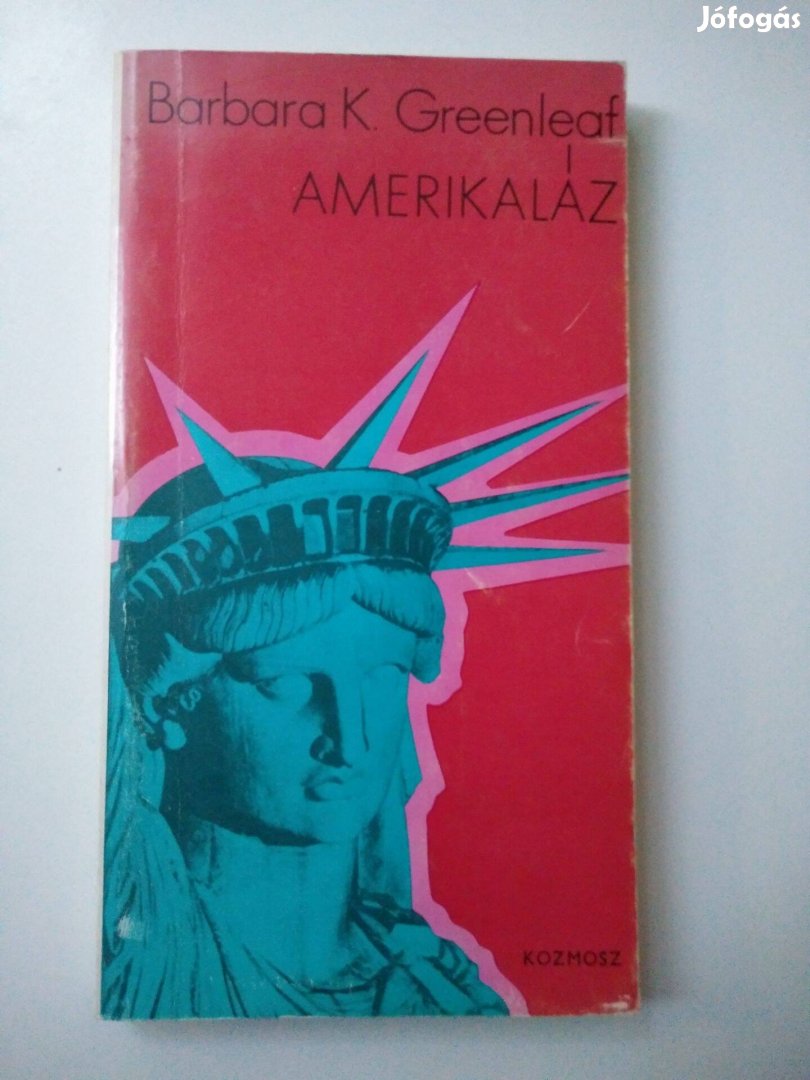 Jófogás
Barbara K. Greenleaf
AMERIKALÁZ
KOZMOSZ